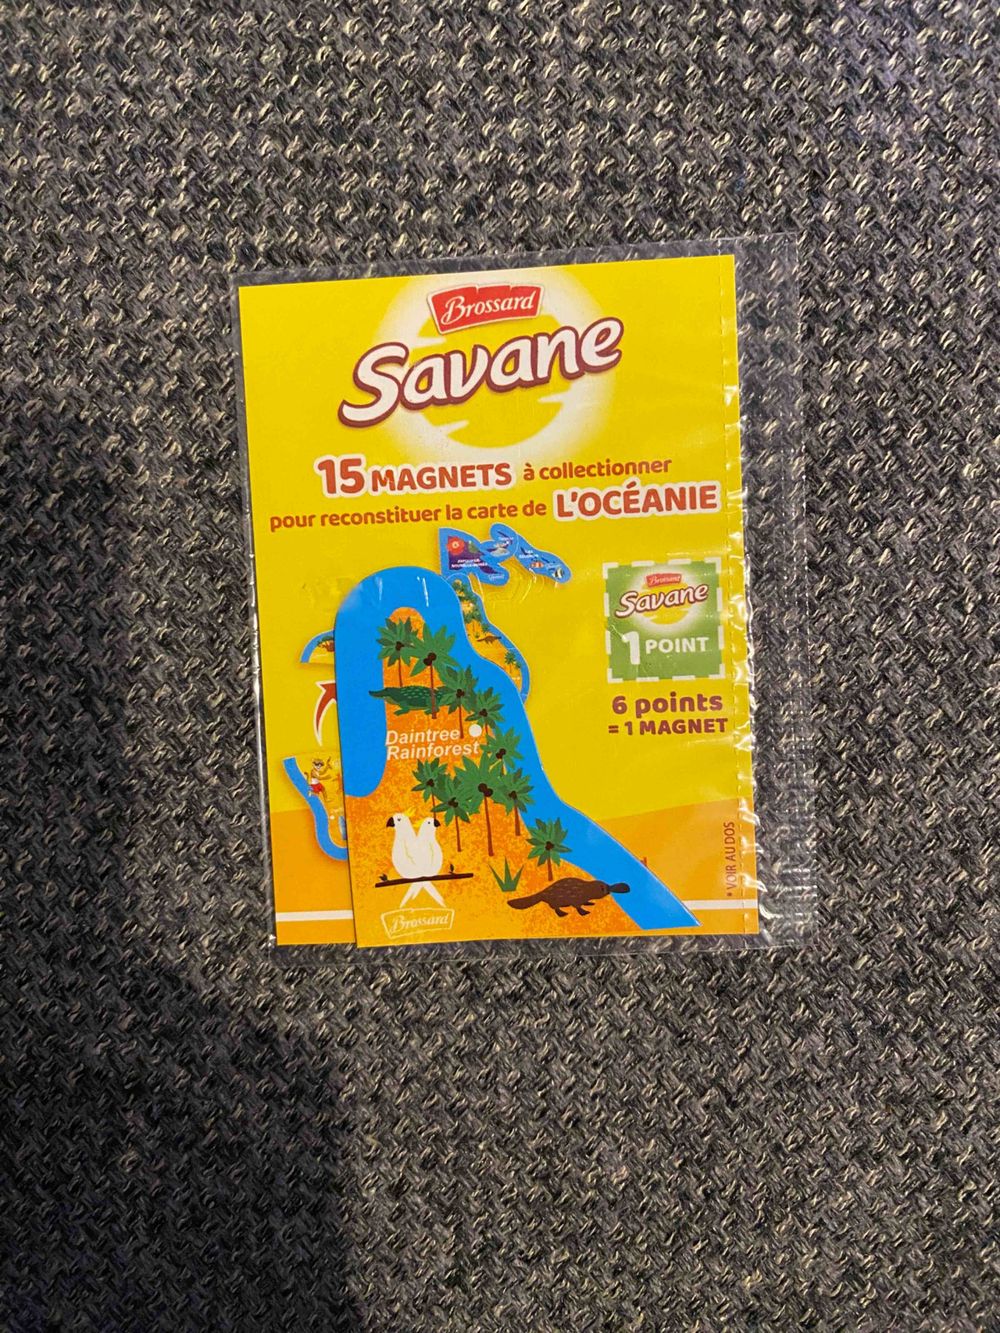 Brossard
Savane
15 MAGNETS à collectionner
pour reconstituer la carte de L'OCÉANIE
Brossard
Savane
1 POINT
6 points
= 1 MAGNET
Daintree
Rainforest
Brossard
* VOIR AU DOS